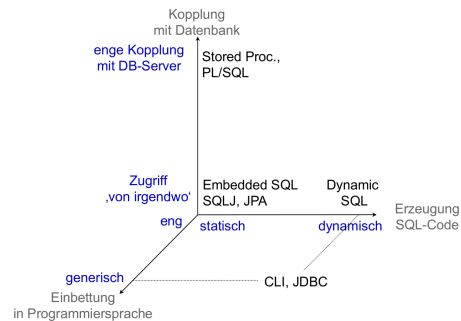 Kopplung
mit Datenbank
enge Kopplung
mit DB-Server
Stored Proc.,
PL/SQL
Zugriff
‚von irgendwo‘
Embedded SQL
SQLJ, JPA
Dynamic
SQL
Erzeugung
SQL-Code
eng
statisch
dynamisch
generisch
CLI, JDBC
Einbettung
in Programmiersprache